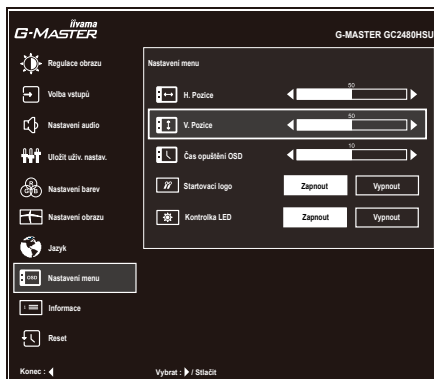 iiyama
G-MASTER
G-MASTER GC2480HSU
Regulace obrazu
Volba vstupů
Nastavení audio
Uložit uživ. nastav.
R
G B
Nastavení barev
Nastavení obrazu
Jazyk
OSD
Nastavení menu
i
Informace
Reset
Nastavení menu
H. Pozice
50
V. Pozice
50
Čas opuštění OSD
10
Startovací logo
Zapnout
Vypnout
Kontrolka LED
Zapnout
Vypnout
Konec :
Vybrat : / Stlačit